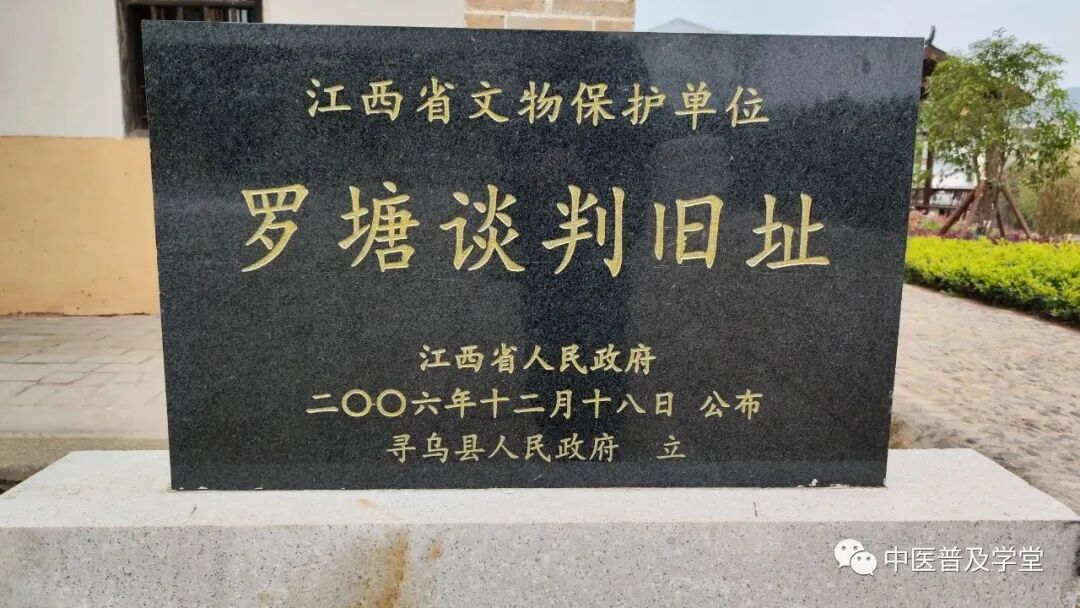 江西省文物保护单位
罗塘谈判旧址
江西省人民政府
二〇〇六年十二月十八日 公布
寻乌县人民政府 立
中医普及学堂